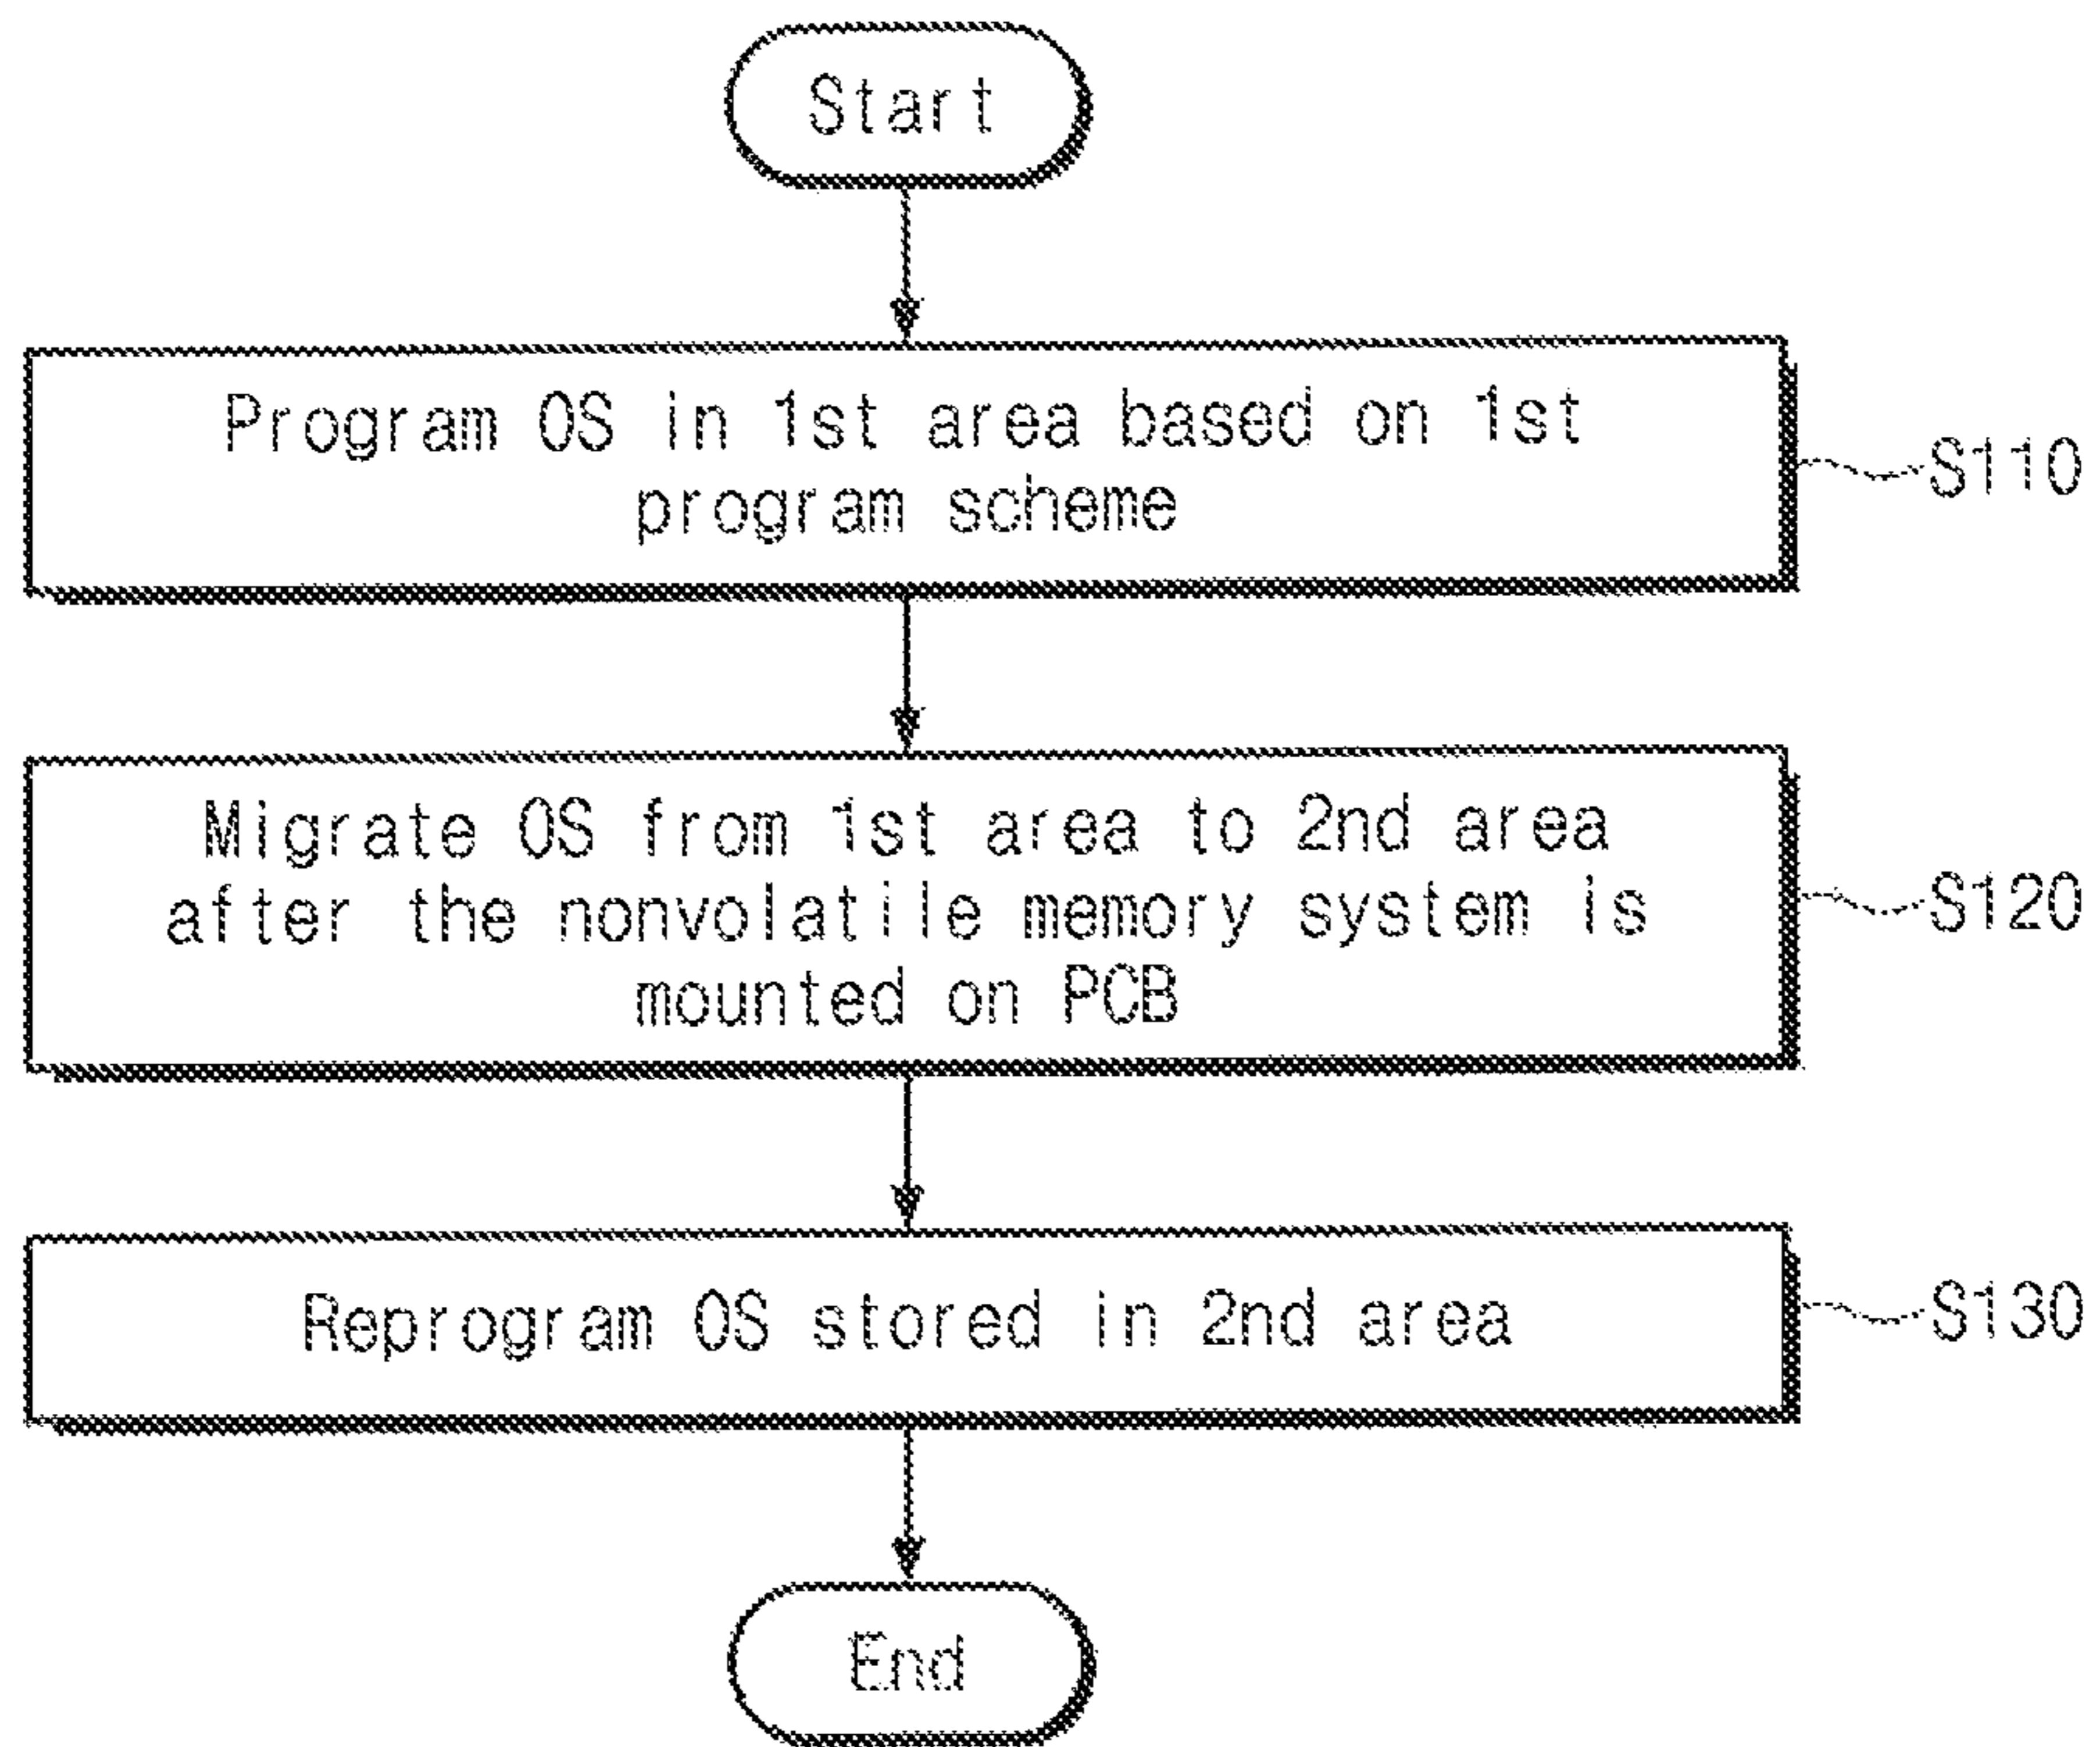 Start
Program OS in 1st area based on 1st
program scheme
S110
Migrate OS from 1st area to 2nd area
after the nonvolatile memory system is
mounted on PCB
S120
Reprogram OS stored in 2nd area
S130
End